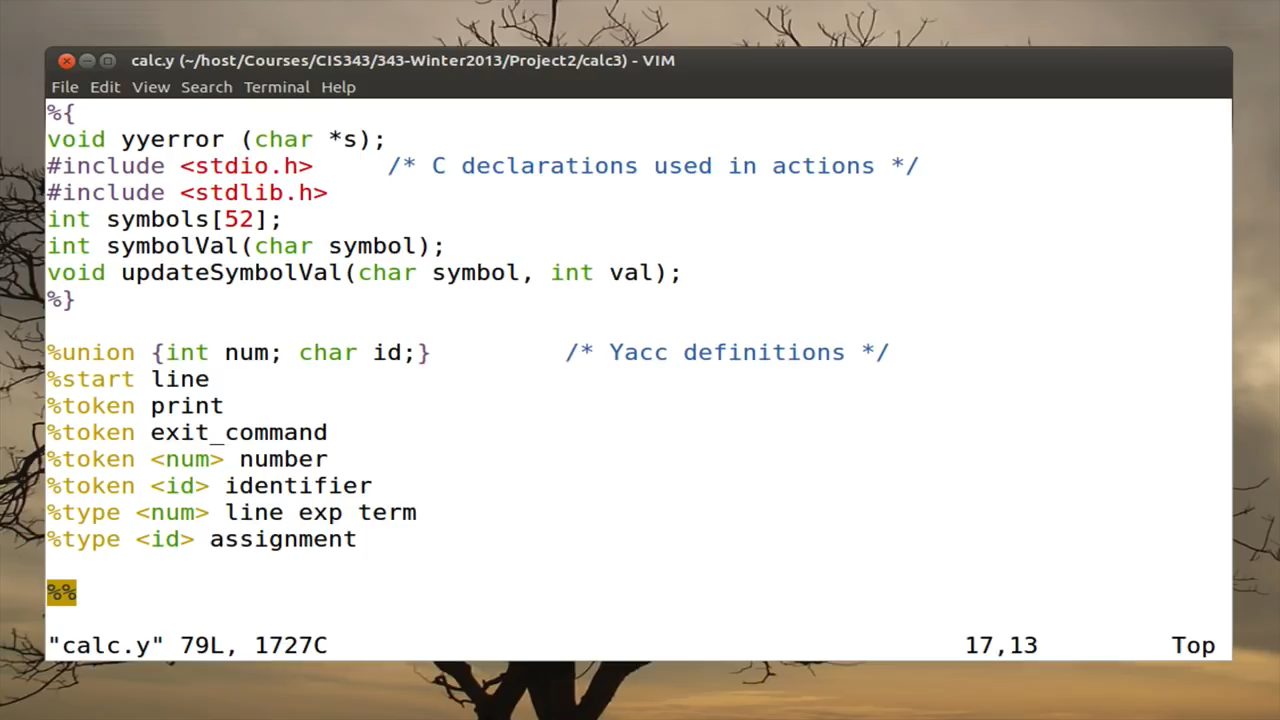 calc.y (~/host/Courses/CIS343/343-Winter2013/Project2/calc3) - VIM
File Edit View Search Terminal Help
%{
void yyerror (char *s);
#include <stdio.h>     /* C declarations used in actions */
#include <stdlib.h>
int symbols[52];
int symbolVal(char symbol);
void updateSymbolVal(char symbol, int val);
%}
%union {int num; char id;}         /* Yacc definitions */
%start line
%token print
%token exit_command
%token <num> number
%token <id> identifier
%type <num> line exp term
%type <id> assignment
%%
"calc.y" 79L, 1727C 17,13 Top